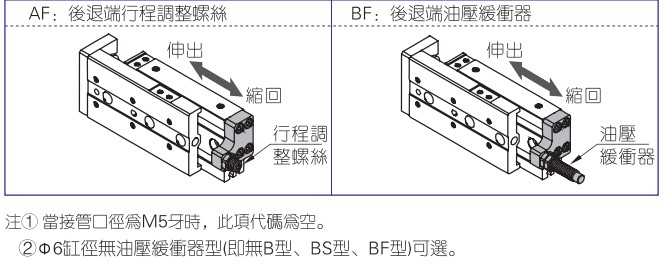 AF：後退端行程調整螺絲
BF：後退端油壓緩衝器
伸出
縮回
行程調
整螺絲
伸出
縮回
油壓
緩衝器
注① 當接管口徑爲M5牙時，此項代碼爲空。
②Φ6缸徑無油壓緩衝器型(即無B型、BS型、BF型)可選。